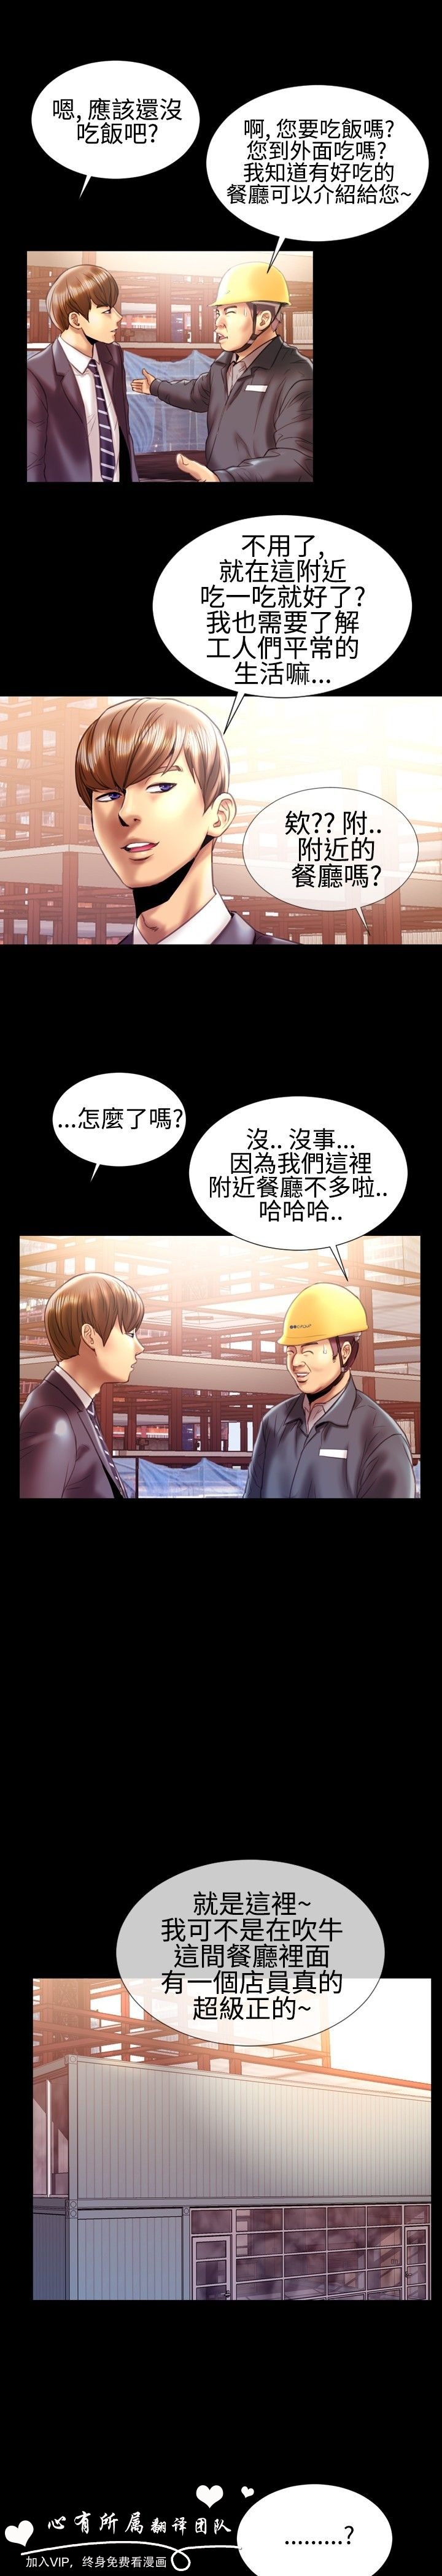 嗯, 應該還沒
吃飯吧?
啊, 您要吃飯嗎?
您到外面吃嗎?
我知道有好吃的
餐廳可以介紹給您~
不用了,
就在這附近
吃一吃就好了?
我也需要了解
工人們平常的
生活嘛...
欸?? 附..
附近的
餐廳嗎?
...怎麼了嗎?
沒.. 沒事...
因為我們這裡
附近餐廳不多啦..
哈哈哈..
就是這裡~
我可不是在吹牛
這間餐廳裡面
有一個店員真的
超級正的~
.........?
心有所属翻译团队
加入VIP，终身免费看漫画